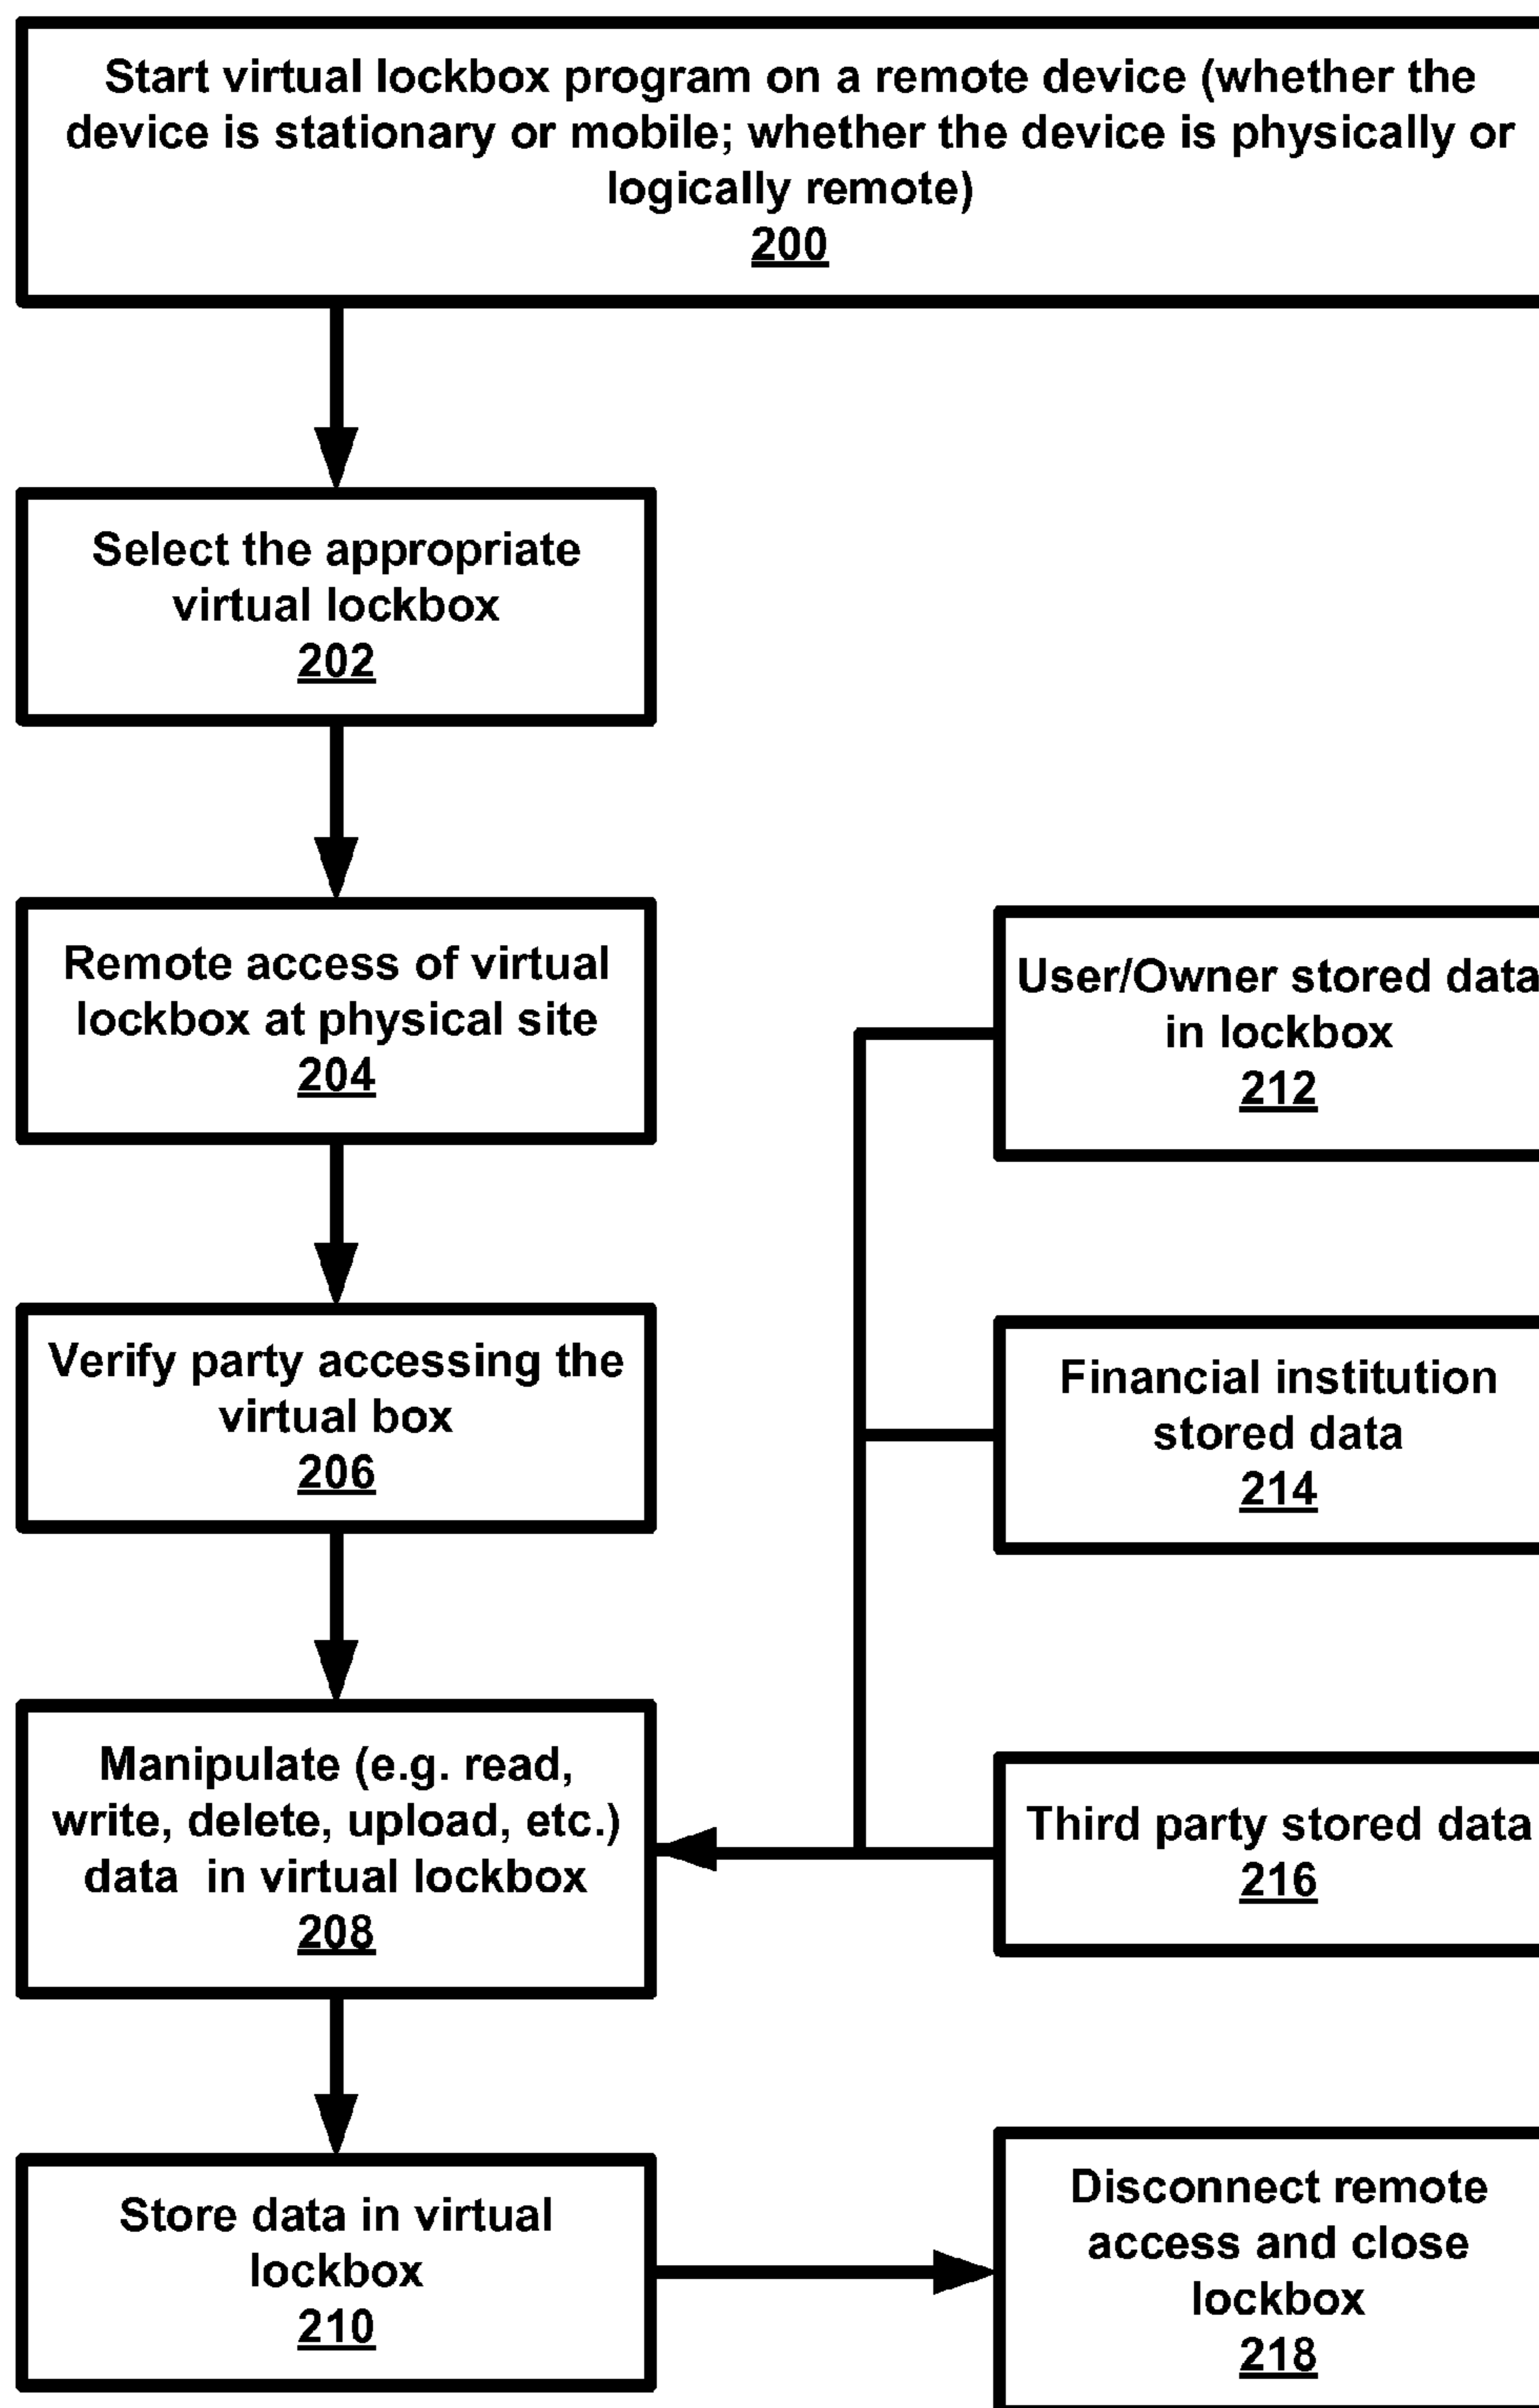 Start virtual lockbox program on a remote device (whether the
device is stationary or mobile; whether the device is physically or
logically remote)
200
Select the appropriate
virtual lockbox
202
Remote access of virtual
lockbox at physical site
204
Verify party accessing the
virtual box
206
Manipulate (e.g. read,
write, delete, upload, etc.)
data in virtual lockbox
208
Store data in virtual
lockbox
210
User/Owner stored data
in lockbox
212
Financial institution
stored data
214
Third party stored data
216
Disconnect remote
access and close
lockbox
218